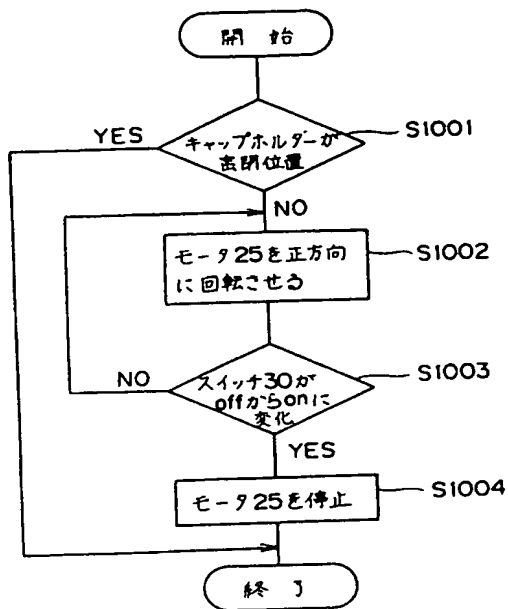 開始
YES
キャップホルダーが
密閉位置
S1001
NO
モータ25を正方向
に回転させる
S1002
NO
スイッチ30が
offからonに
変化
S1003
YES
モータ25を停止
S1004
終了